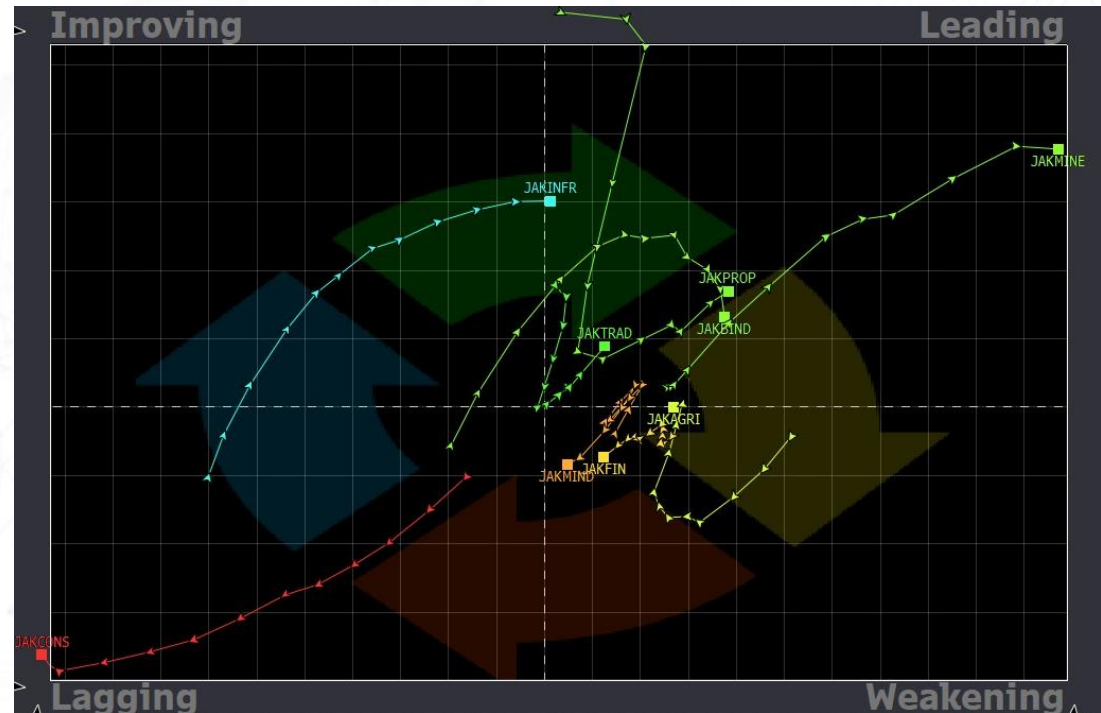 Improving
Leading
JAKMINE
JAKINFR
JAKPROP
JAKBIND
JAKTRAD
JAKAGRI
JAKFIN
JAKMIND
JAKCONS
Lagging
Weakening